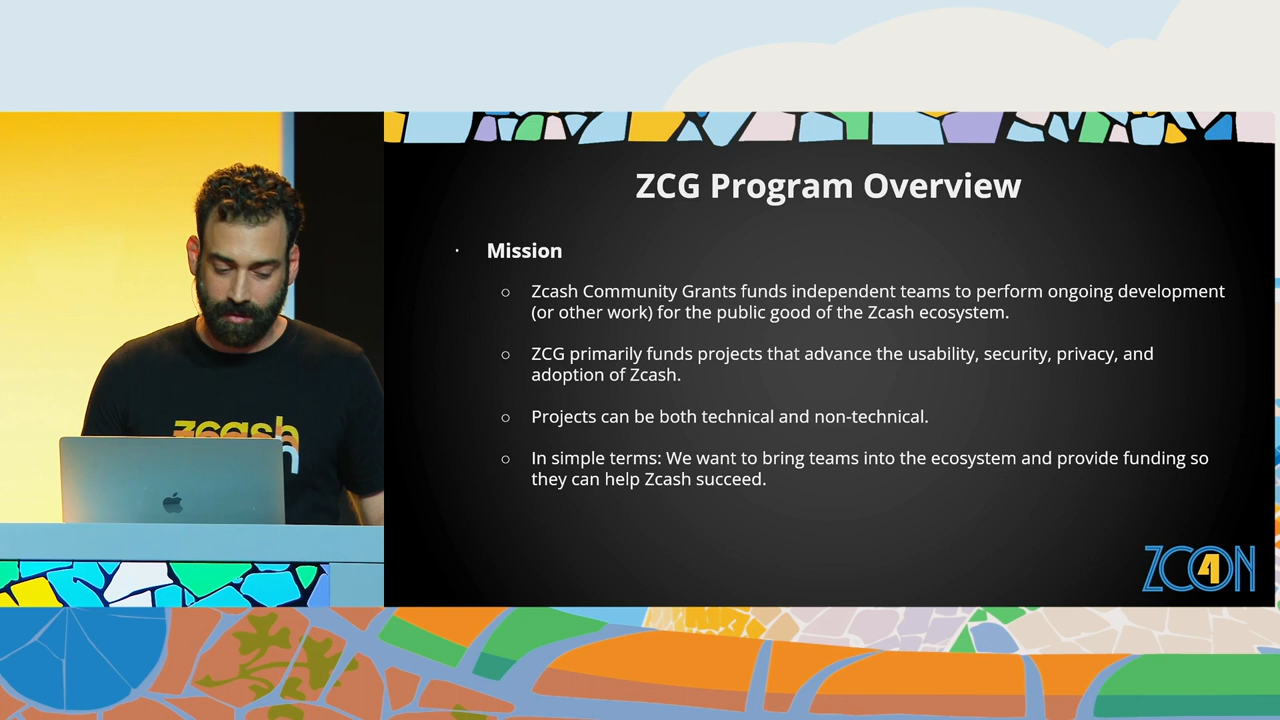 ZCG Program Overview
· Mission
○ Zcash Community Grants funds independent teams to perform ongoing development
(or other work) for the public good of the Zcash ecosystem.
○ ZCG primarily funds projects that advance the usability, security, privacy, and
adoption of Zcash.
○ Projects can be both technical and non-technical.
○ In simple terms: We want to bring teams into the ecosystem and provide funding so
they can help Zcash succeed.
zcash
ZCON4